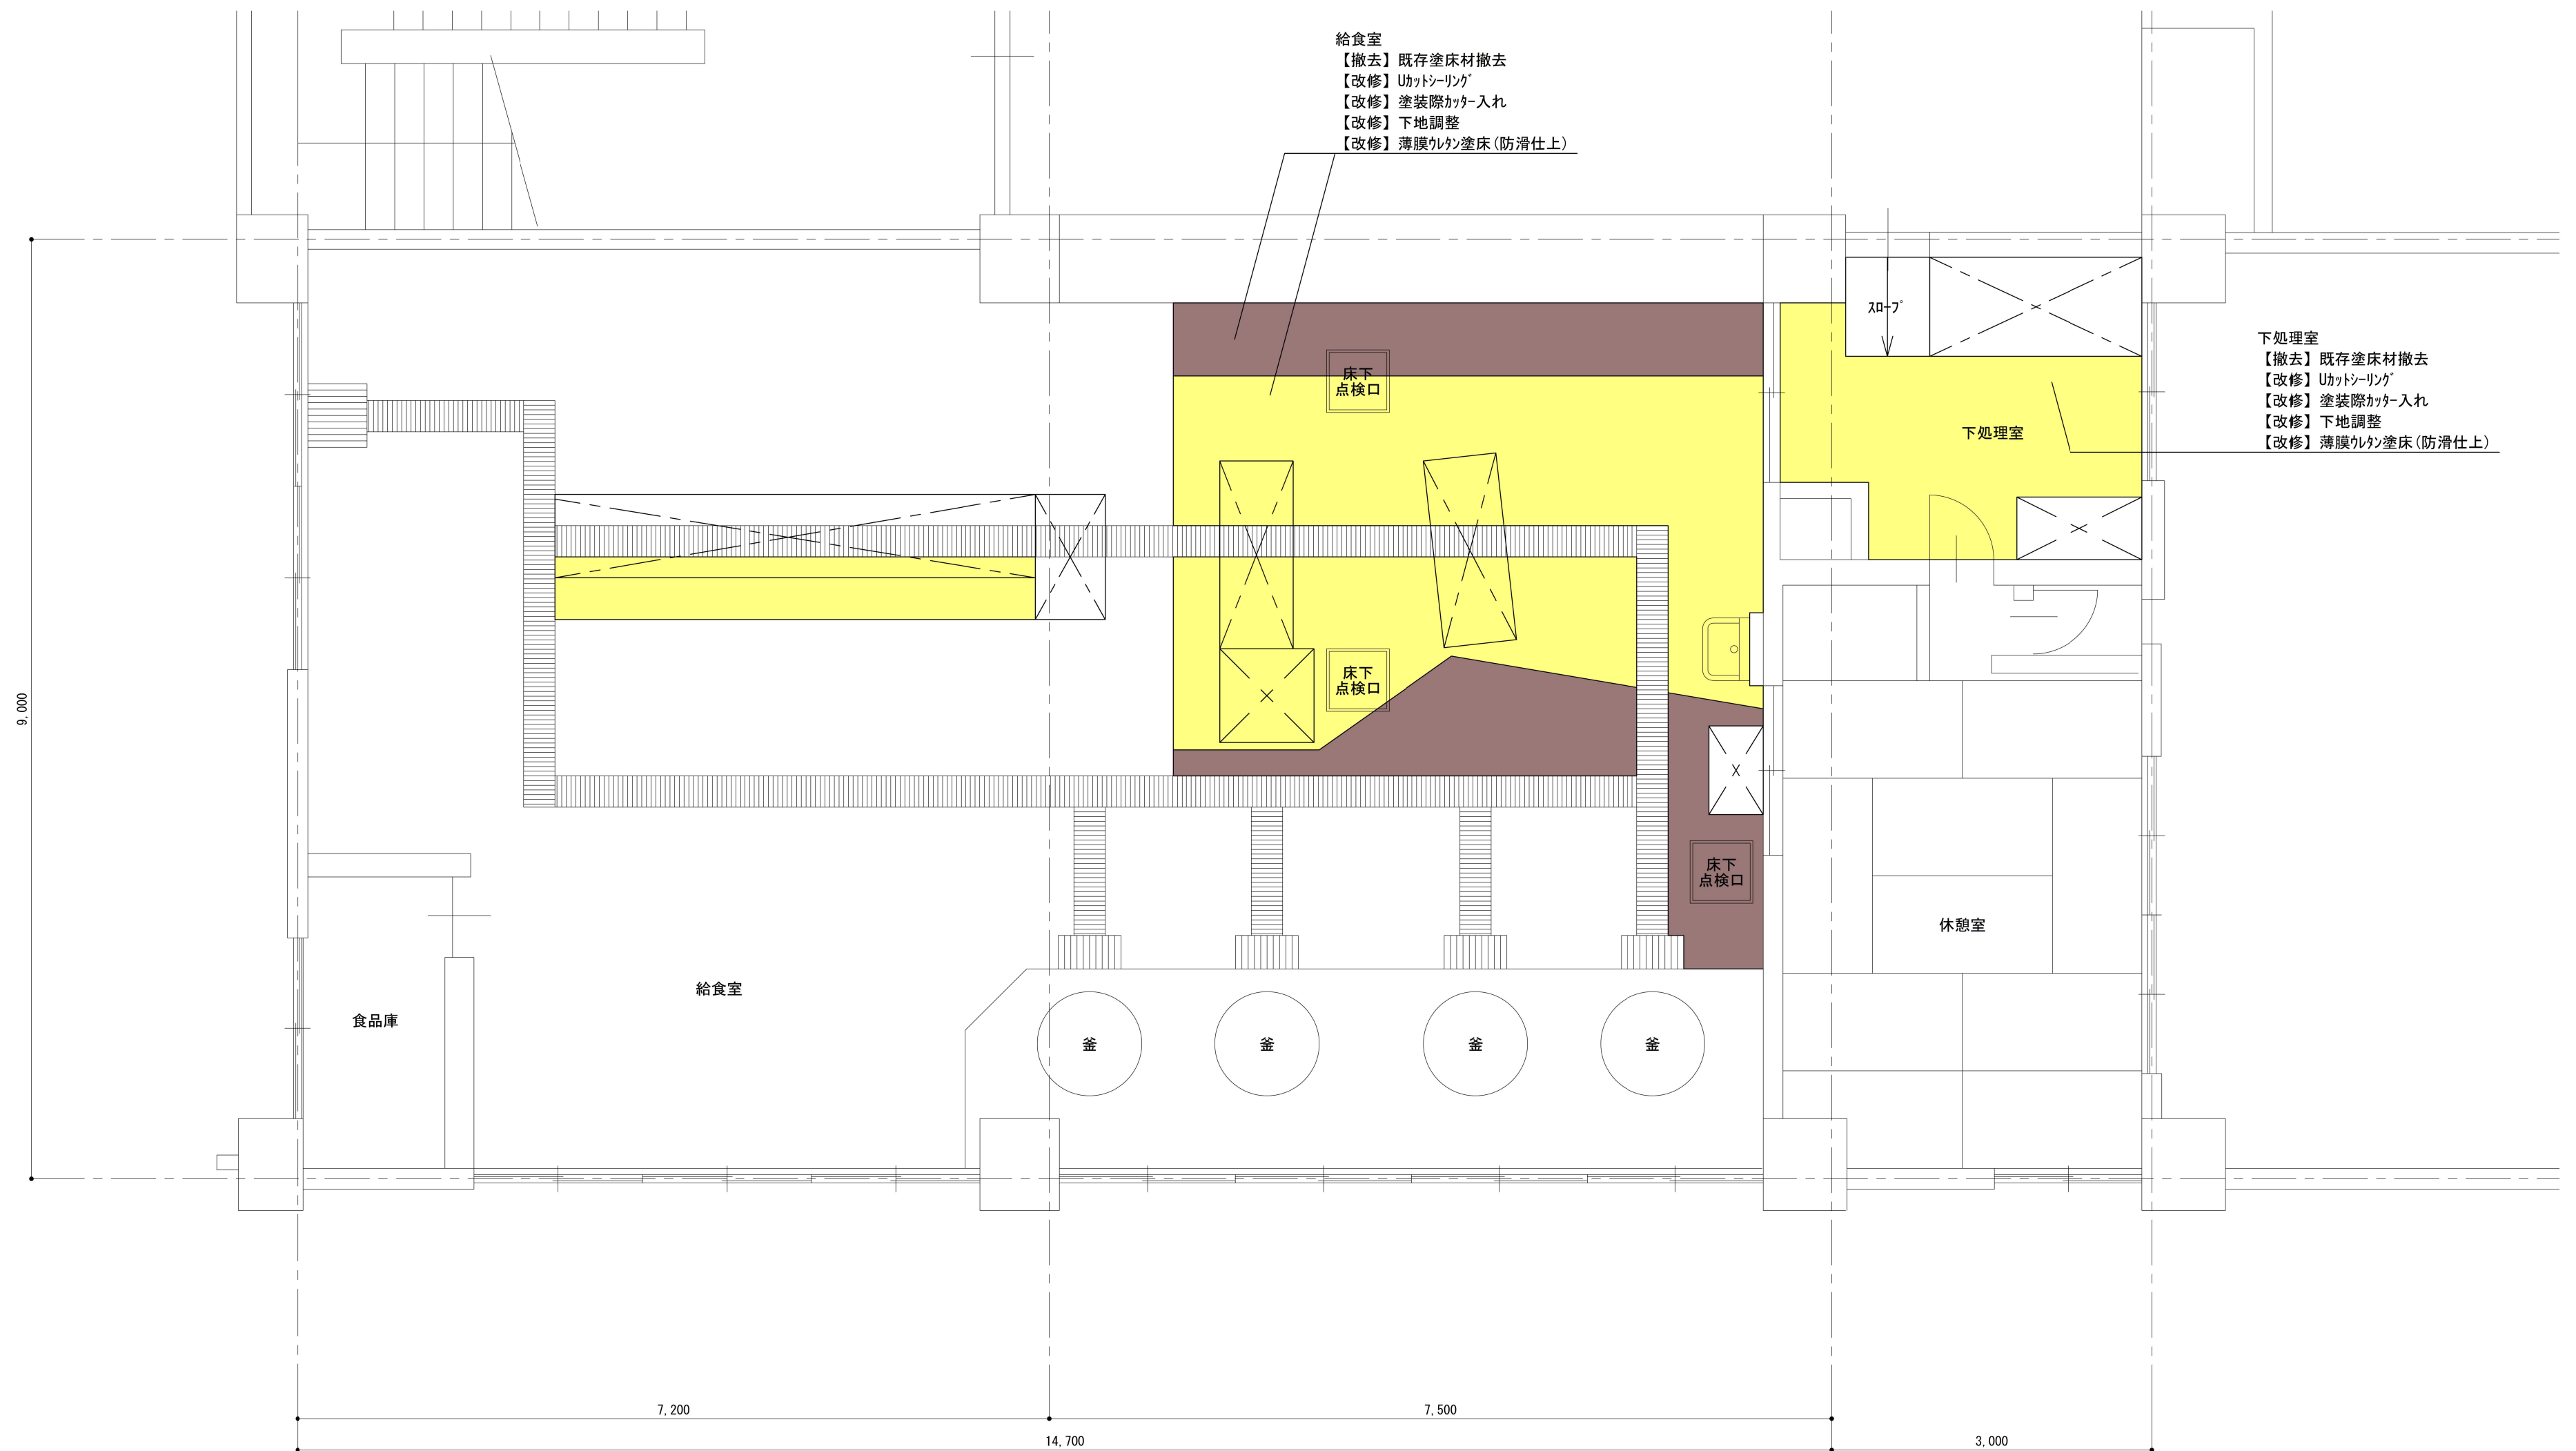 給食室
【撤去】既存塗床材撤去
【改修】Uｶｯﾄｼｰﾘﾝｸﾞ
【改修】塗装際ｶｯﾀｰ入れ
【改修】下地調整
【改修】薄膜ｳﾚﾀﾝ塗床(防滑仕上)
ｽﾛｰﾌﾟ
下処理室
【撤去】既存塗床材撤去
【改修】Uｶｯﾄｼｰﾘﾝｸﾞ
【改修】塗装際ｶｯﾀｰ入れ
【改修】下地調整
【改修】薄膜ｳﾚﾀﾝ塗床(防滑仕上)
床下
点検口
下処理室
床下
点検口
9,000
床下
点検口
休憩室
給食室
食品庫
釜
釜
釜
釜
7,200
7,500
14,700
3,000